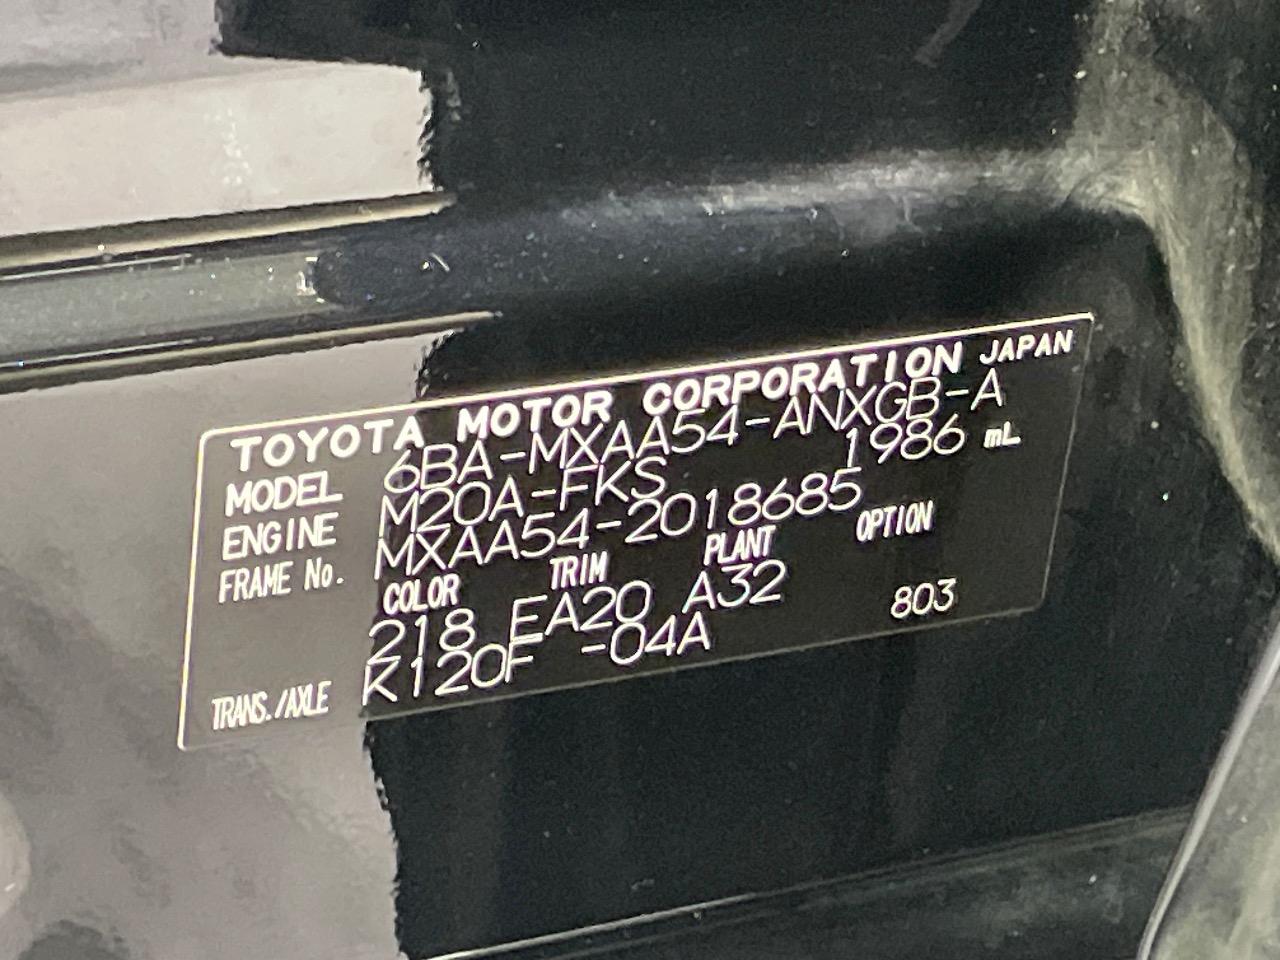 TOYOTA MOTOR CORPORATION JAPAN
MODEL 6BA-MXAA54-ANXGB-A
ENGINE M20A-FKS 1986 mL
FRAME No. MXAA54-2018685
COLOR TRIM PLANT OPTION
218 EA20 A32
TRANS./AXLE K120F -04A 803